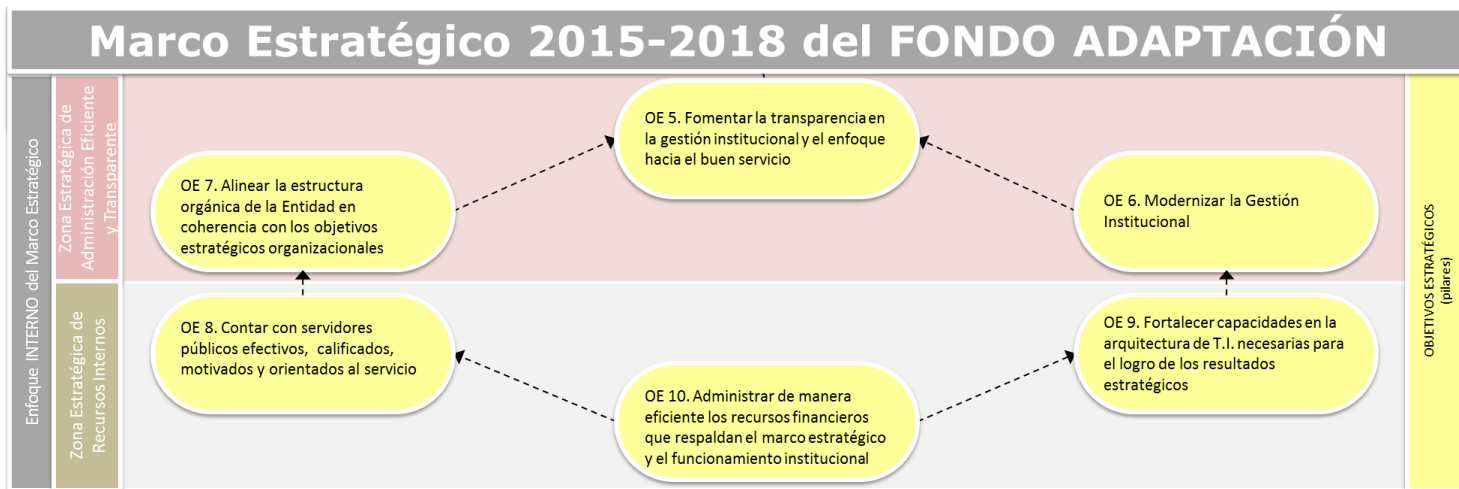 Marco Estratégico 2015-2018 del FONDO ADAPTACIÓN
Enfoque INTERNO del Marco Estratégico
Zona Estratégica de
Administración Eficiente
y Transparente
OE 5. Fomentar la transparencia en
la gestión institucional y el enfoque
hacia el buen servicio
OE 7. Alinear la estructura
orgánica de la Entidad en
coherencia con los objetivos
estratégicos organizacionales
OE 6. Modernizar la Gestión
Institucional
Zona Estratégica de
Recursos Internos
OE 8. Contar con servidores
públicos efectivos, calificados,
motivados y orientados al servicio
OE 10. Administrar de manera
eficiente los recursos financieros
que respaldan el marco estratégico
y el funcionamiento institucional
OE 9. Fortalecer capacidades en la
arquitectura de T.I. necesarias para
el logro de los resultados
estratégicos
OBJETIVOS ESTRATÉGICOS
(pilares)